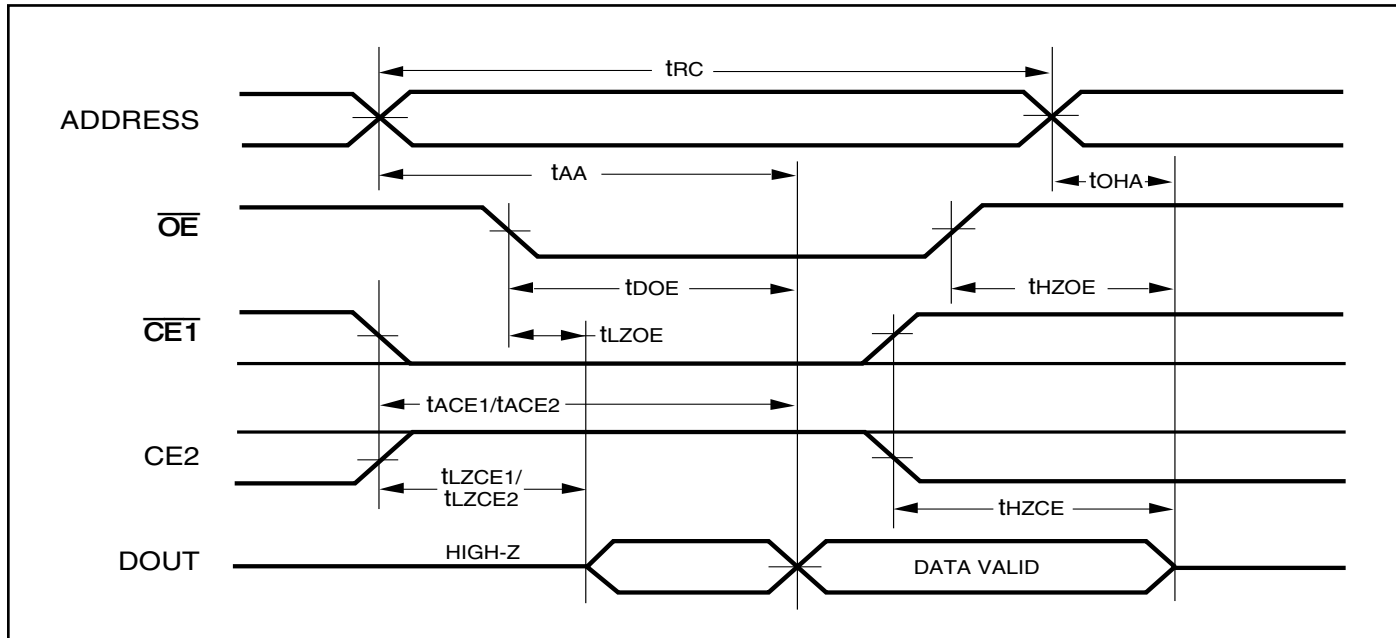 tRC
ADDRESS
tAA
tOHA
OE
tDOE
tHZOE
CE1
tLZOE
tACE1/tACE2
CE2
tLZCE1/
tLZCE2
tHZCE
DOUT
HIGH-Z
DATA VALID